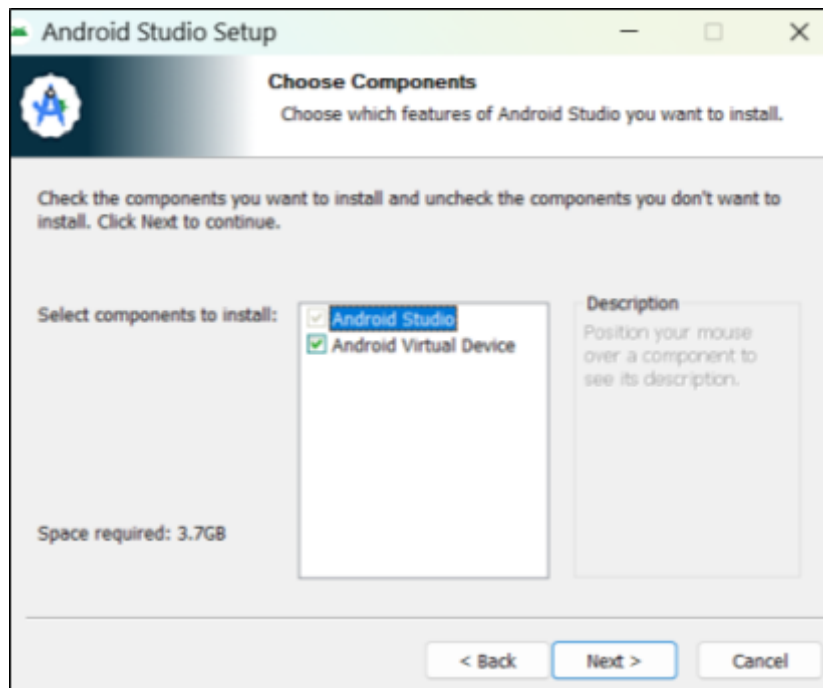 Android Studio Setup
Choose Components
Choose which features of Android Studio you want to install.
Check the components you want to install and uncheck the components you don't want to
install. Click Next to continue.
Select components to install:
Android Studio
Android Virtual Device
Description
Position your mouse
over a component to
see its description.
Space required: 3.7GB
< Back
Next >
Cancel